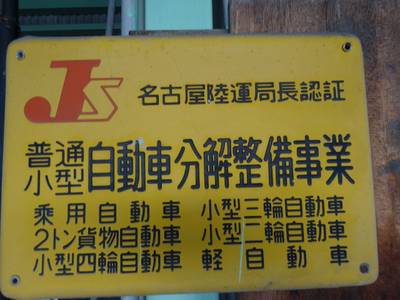 JS
名古屋陸運局長認証
普通
小型
自動車分解整備事業
乗用自動車 小型三輪自動車
2トン貨物自動車 小型二輪自動車
小型四輪自動車 軽自動車